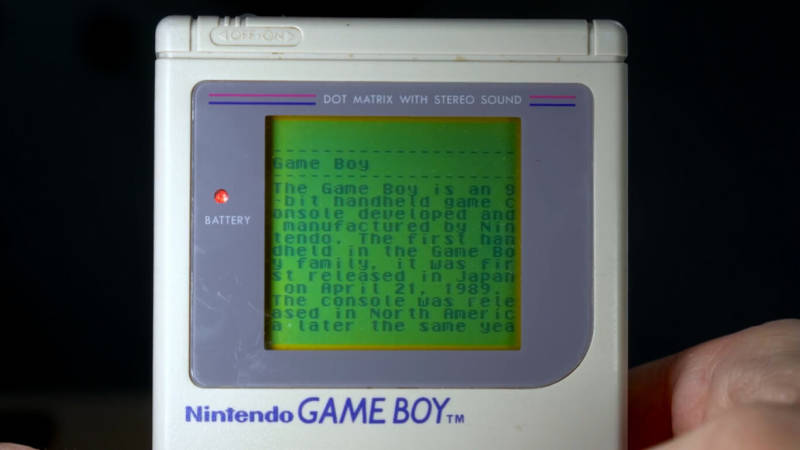 OFF•ON
DOT MATRIX WITH STEREO SOUND
BATTERY
Game Boy
The Game Boy is an 9
-bit handheld game c
onsole developed and
manufactured by Nin
tendo. The first han
dheld in the Game Bo
y family, it was fir
st released in Japan
on April 21, 1989.
The console was rele
ased in North Americ
a later the same yea
Nintendo GAME BOY TM